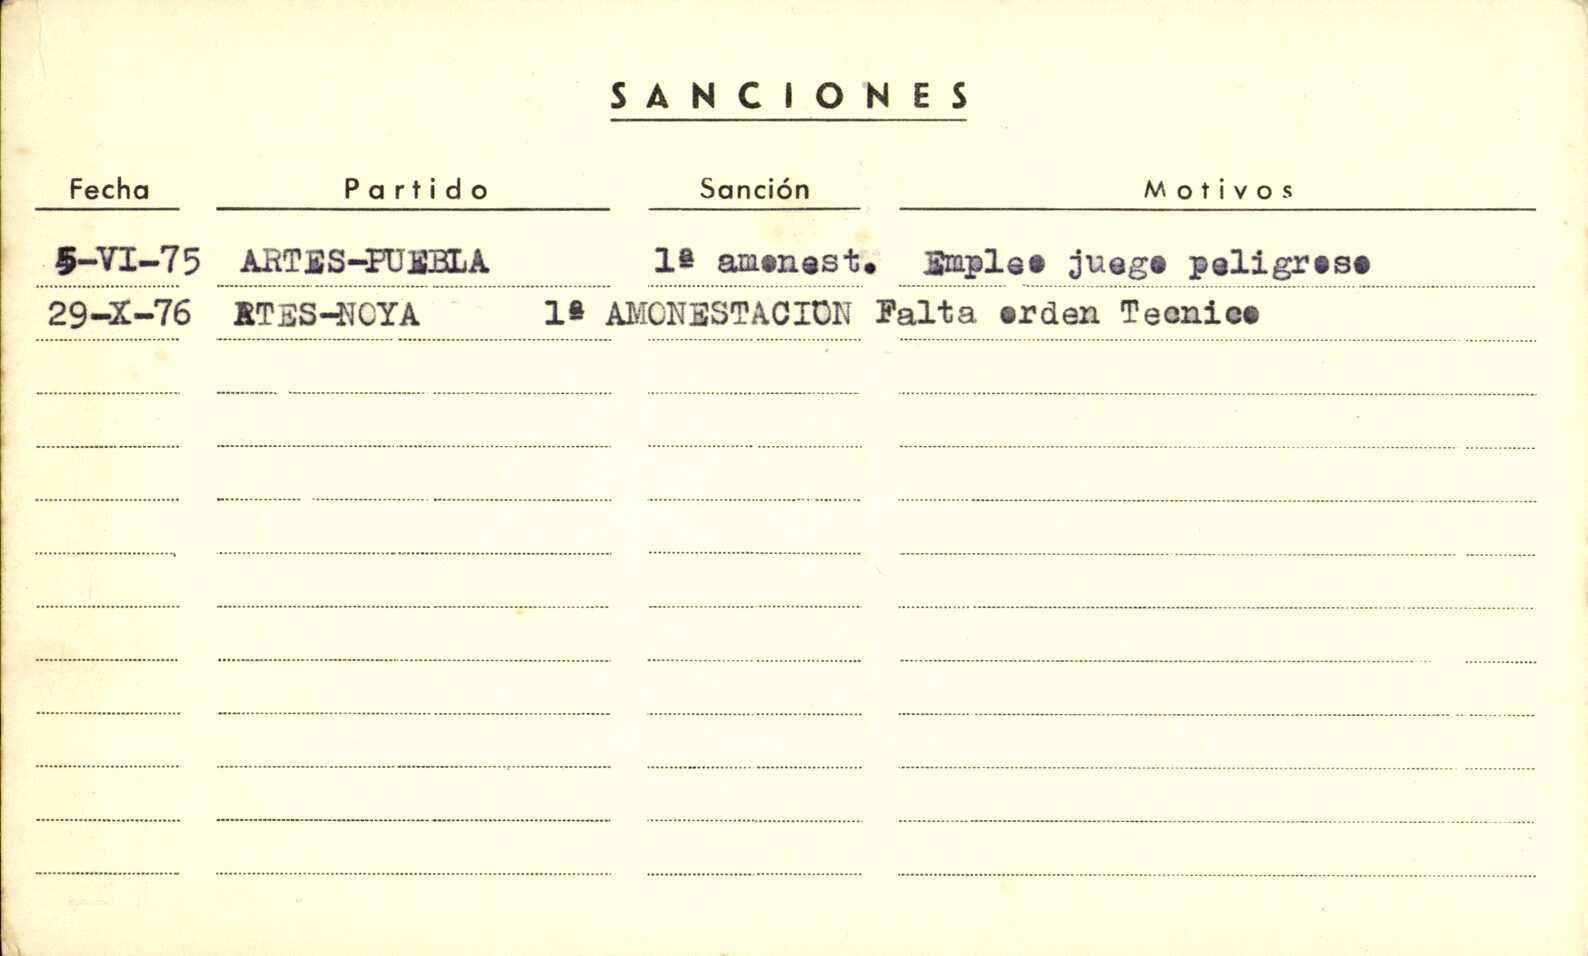 SANCIONES
Fecha Partido Sanción Motivos
5-VI-75 ARTES-PUEBLA 1ª amonest. Empleo juego peligroso
29-X-76 RTES-NOYA 1ª AMONESTACION Falta orden Tecnico